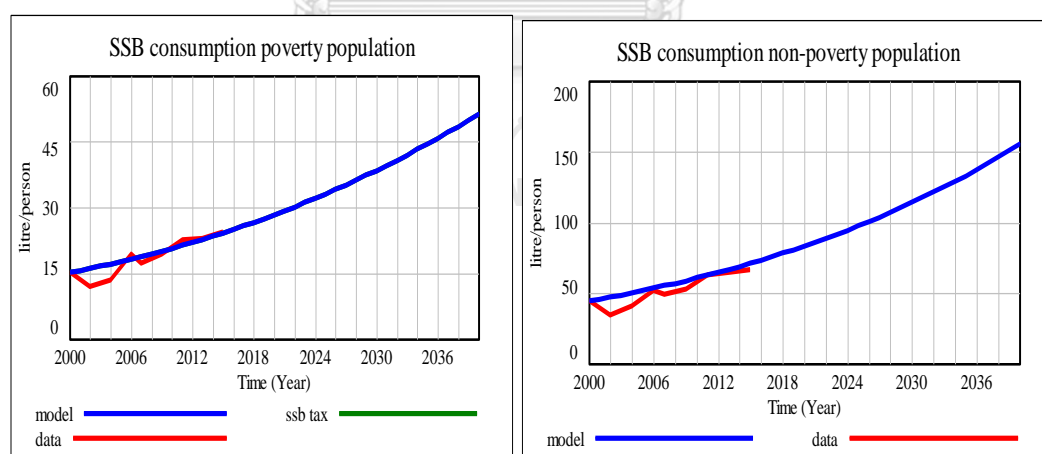 SSB consumption poverty population
60
45
30
15
0
litre/person
2000 2006 2012 2018 2024 2030 2036
Time (Year)
model ssb tax
data
SSB consumption non-poverty population
200
150
100
50
0
litre/person
2000 2006 2012 2018 2024 2030 2036
Time (Year)
model data